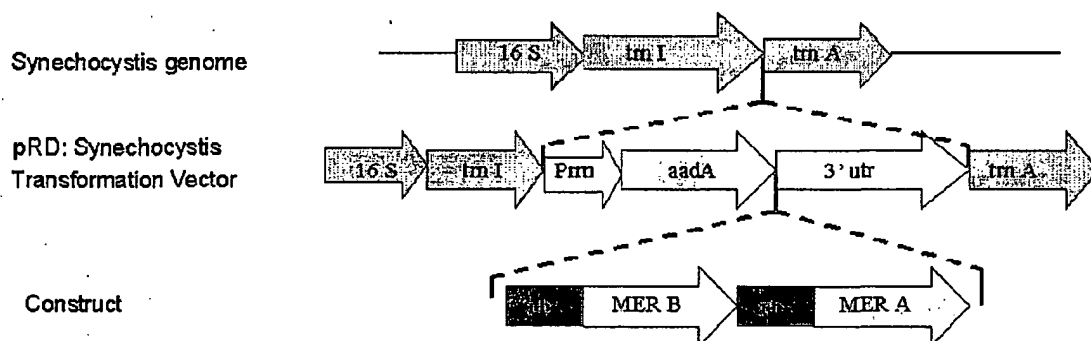 Synechocystis genome
16 S
trn I
trn A
pRD: Synechocystis
Transformation Vector
16 S
trn I
Prrn
aadA
3' utr
trn A
Construct
MER B
MER A